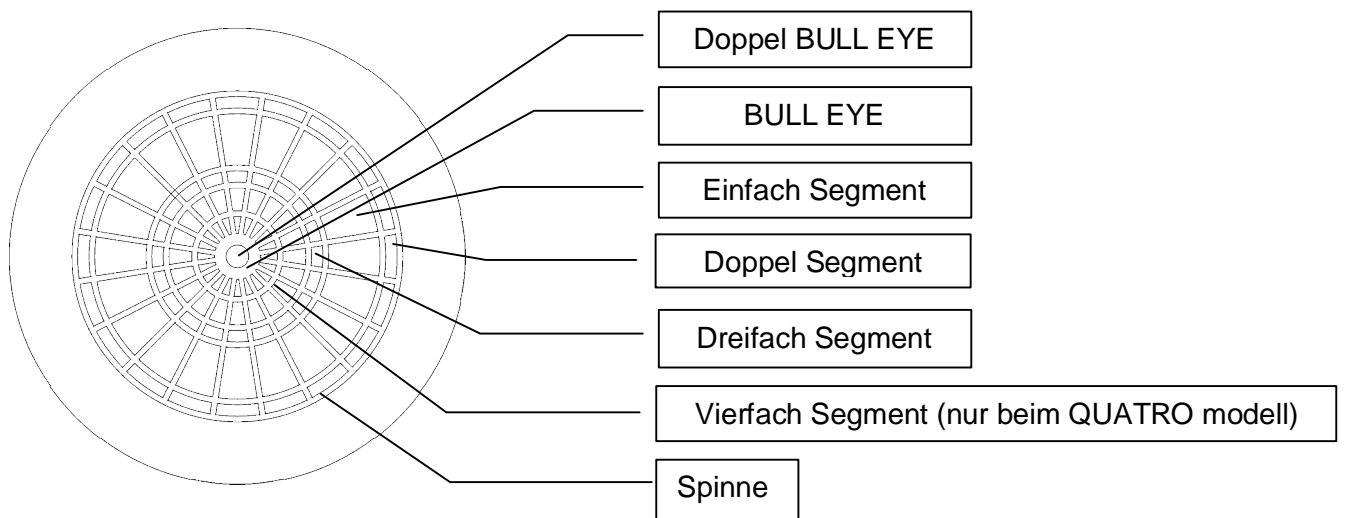 Doppel BULL EYE
BULL EYE
Einfach Segment
Doppel Segment
Dreifach Segment
Vierfach Segment (nur beim QUATRO modell)
Spinne